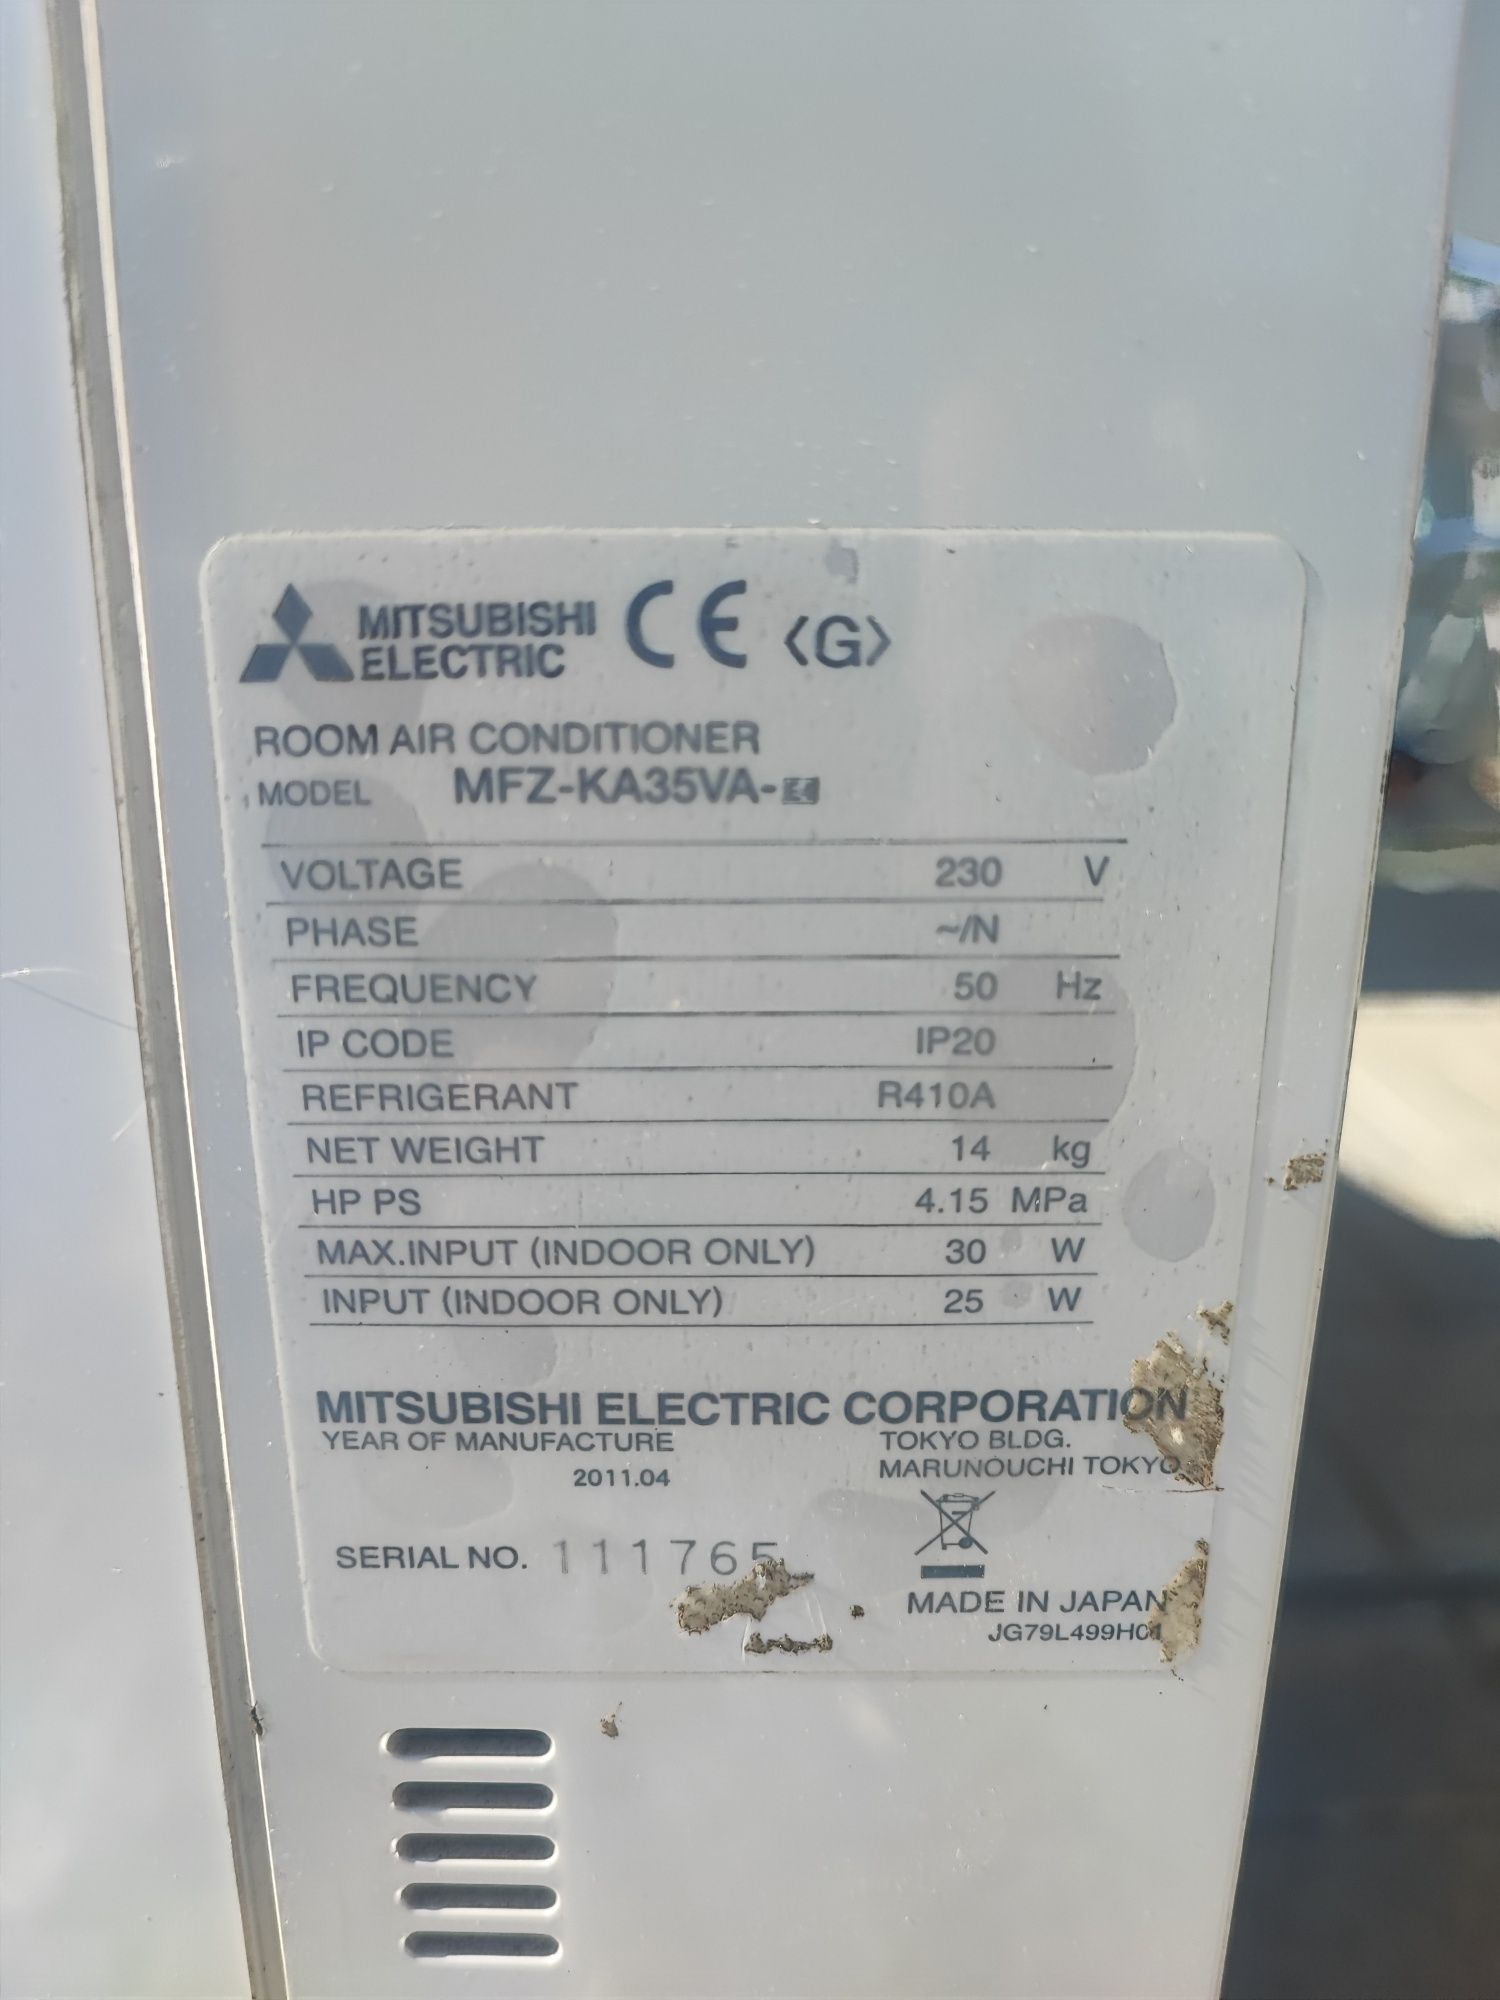 MITSUBISHI
ELECTRIC
CE <G>
ROOM AIR CONDITIONER
MODEL MFZ-KA35VA-
VOLTAGE 230 V
PHASE ~/N
FREQUENCY 50 Hz
IP CODE IP20
REFRIGERANT R410A
NET WEIGHT 14 kg
HP PS 4.15 MPa
MAX.INPUT (INDOOR ONLY) 30 W
INPUT (INDOOR ONLY) 25 W
MITSUBISHI ELECTRIC CORPORATION
YEAR OF MANUFACTURE TOKYO BLDG.
2011.04 MARUNOUCHI TOKYO
SERIAL NO. 111765
MADE IN JAPAN
JG79L499H01